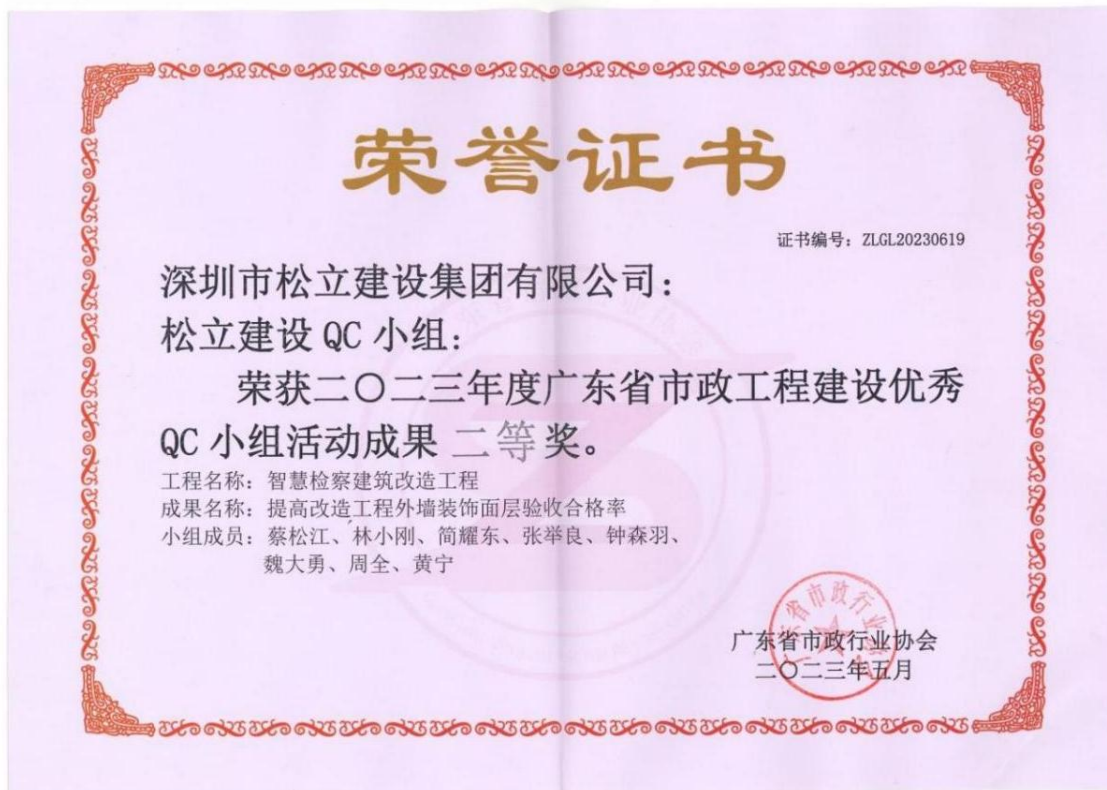 荣誉证书
证书编号：ZLGL20230619
深圳市松立建设集团有限公司：
松立建设 QC 小组：
荣获二〇二三年度广东省市政工程建设优秀
QC 小组活动成果 二等奖。
工程名称：智慧检察建筑改造工程
成果名称：提高改造工程外墙装饰面层验收合格率
小组成员：蔡松江、林小刚、简耀东、张举良、钟森羽、
魏大勇、周全、黄宁
广东省市政行业协会
二〇二三年五月